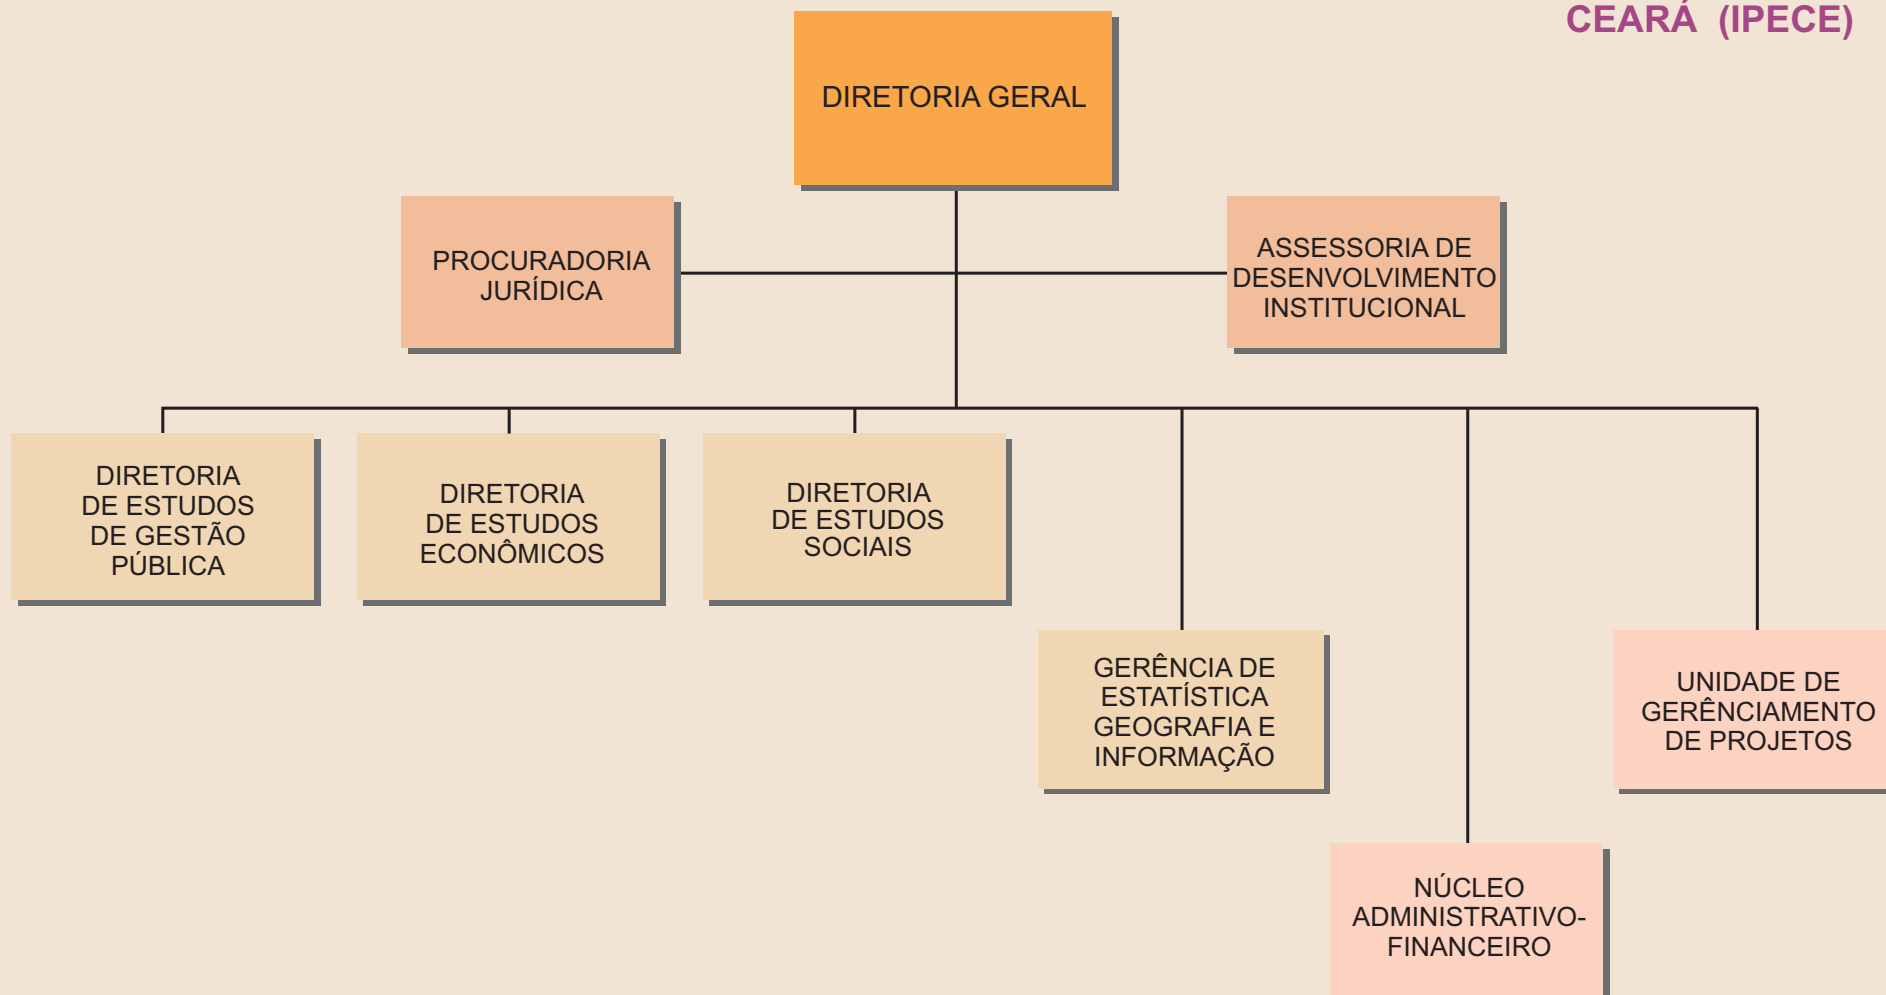 CEARÁ (IPECE)
DIRETORIA GERAL
PROCURADORIA
JURÍDICA
ASSESSORIA DE
DESENVOLVIMENTO
INSTITUCIONAL
DIRETORIA
DE ESTUDOS
DE GESTÃO
PÚBLICA
DIRETORIA
DE ESTUDOS
ECONÔMICOS
DIRETORIA
DE ESTUDOS
SOCIAIS
GERÊNCIA DE
ESTATÍSTICA
GEOGRAFIA E
INFORMAÇÃO
UNIDADE DE
GERÊNCIAMENTO
DE PROJETOS
NÚCLEO
ADMINISTRATIVO-
FINANCEIRO